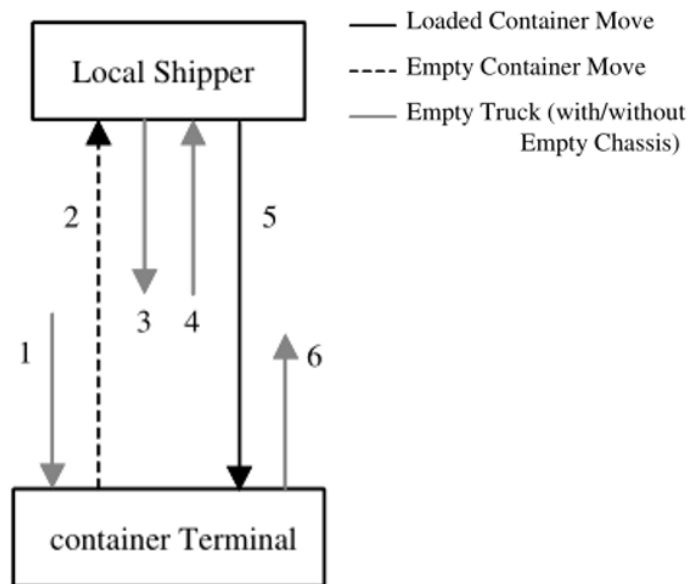 Local Shipper
Loaded Container Move
Empty Container Move
Empty Truck (with/without
Empty Chassis)
2
5
3
4
1
6
container Terminal